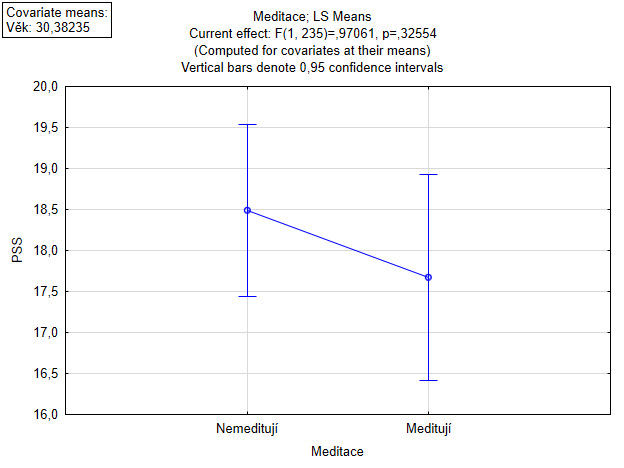 Covariate means:
Věk: 30,38235
Meditace; LS Means
Current effect: F(1, 235)=,97061, p=,32554
(Computed for covariates at their means)
Vertical bars denote 0,95 confidence intervals
20,0
19,5
19,0
18,5
18,0
17,5
17,0
16,5
16,0
PSS
Nemeditují
Meditují
Meditace